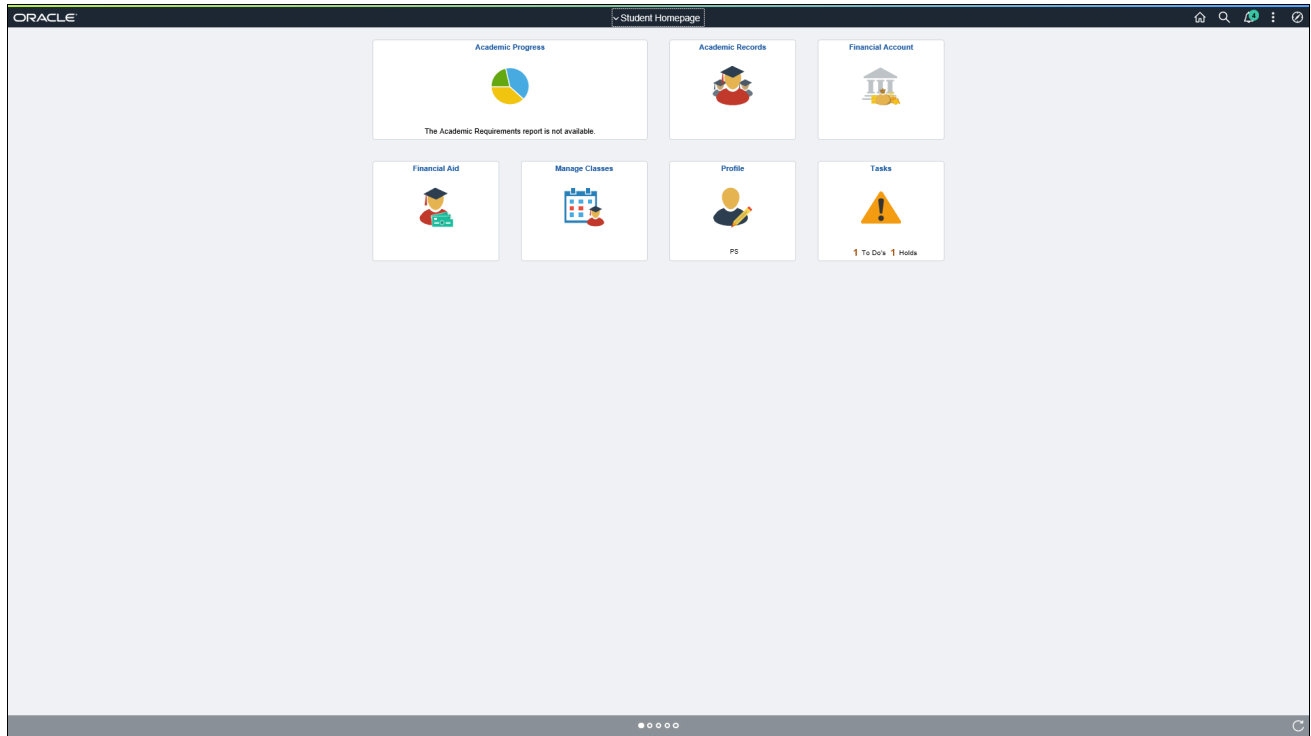 ORACLE
Student Homepage
Academic Progress
The Academic Requirements report is not available.
Academic Records
Financial Account
Financial Aid
Manage Classes
Profile
PS
Tasks
1 To Do's 1 Holds